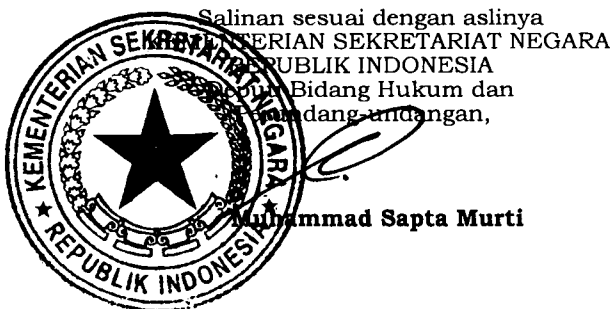 Salinan sesuai dengan aslinya
KEMENTERIAN SEKRETARIAT NEGARA
REPUBLIK INDONESIA
Deputi Bidang Hukum dan
Perundang-undangan,
Muhammad Sapta Murti
KEMENTERIAN SEKRETARIAT NEGARA
★ REPUBLIK INDONESIA ★